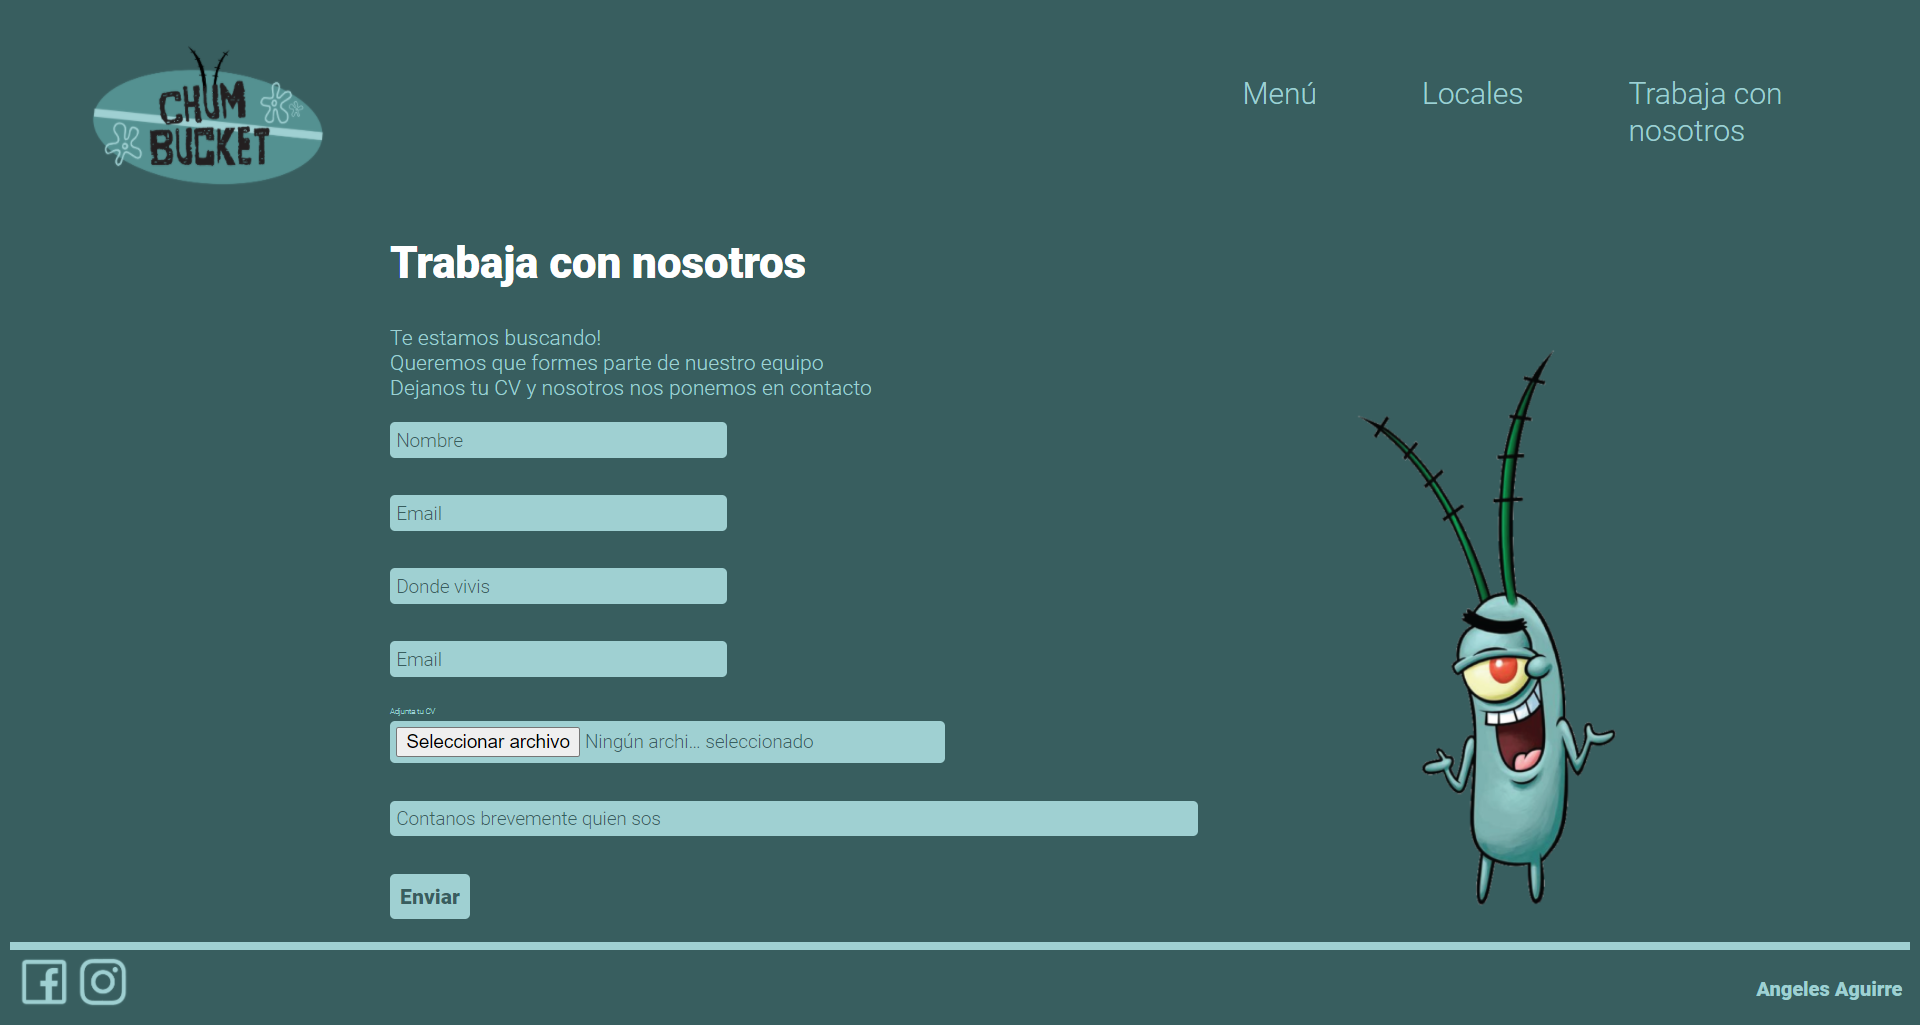 CHUM
BUCKET
Menú
Locales
Trabaja con
nosotros
Trabaja con nosotros
Te estamos buscando!
Queremos que formes parte de nuestro equipo
Dejanos tu CV y nosotros nos ponemos en contacto
Nombre
Email
Donde vivis
Email
Adjunta tu CV
Seleccionar archivo Ningún archi... seleccionado
Contanos brevemente quien sos
Enviar
Angeles Aguirre